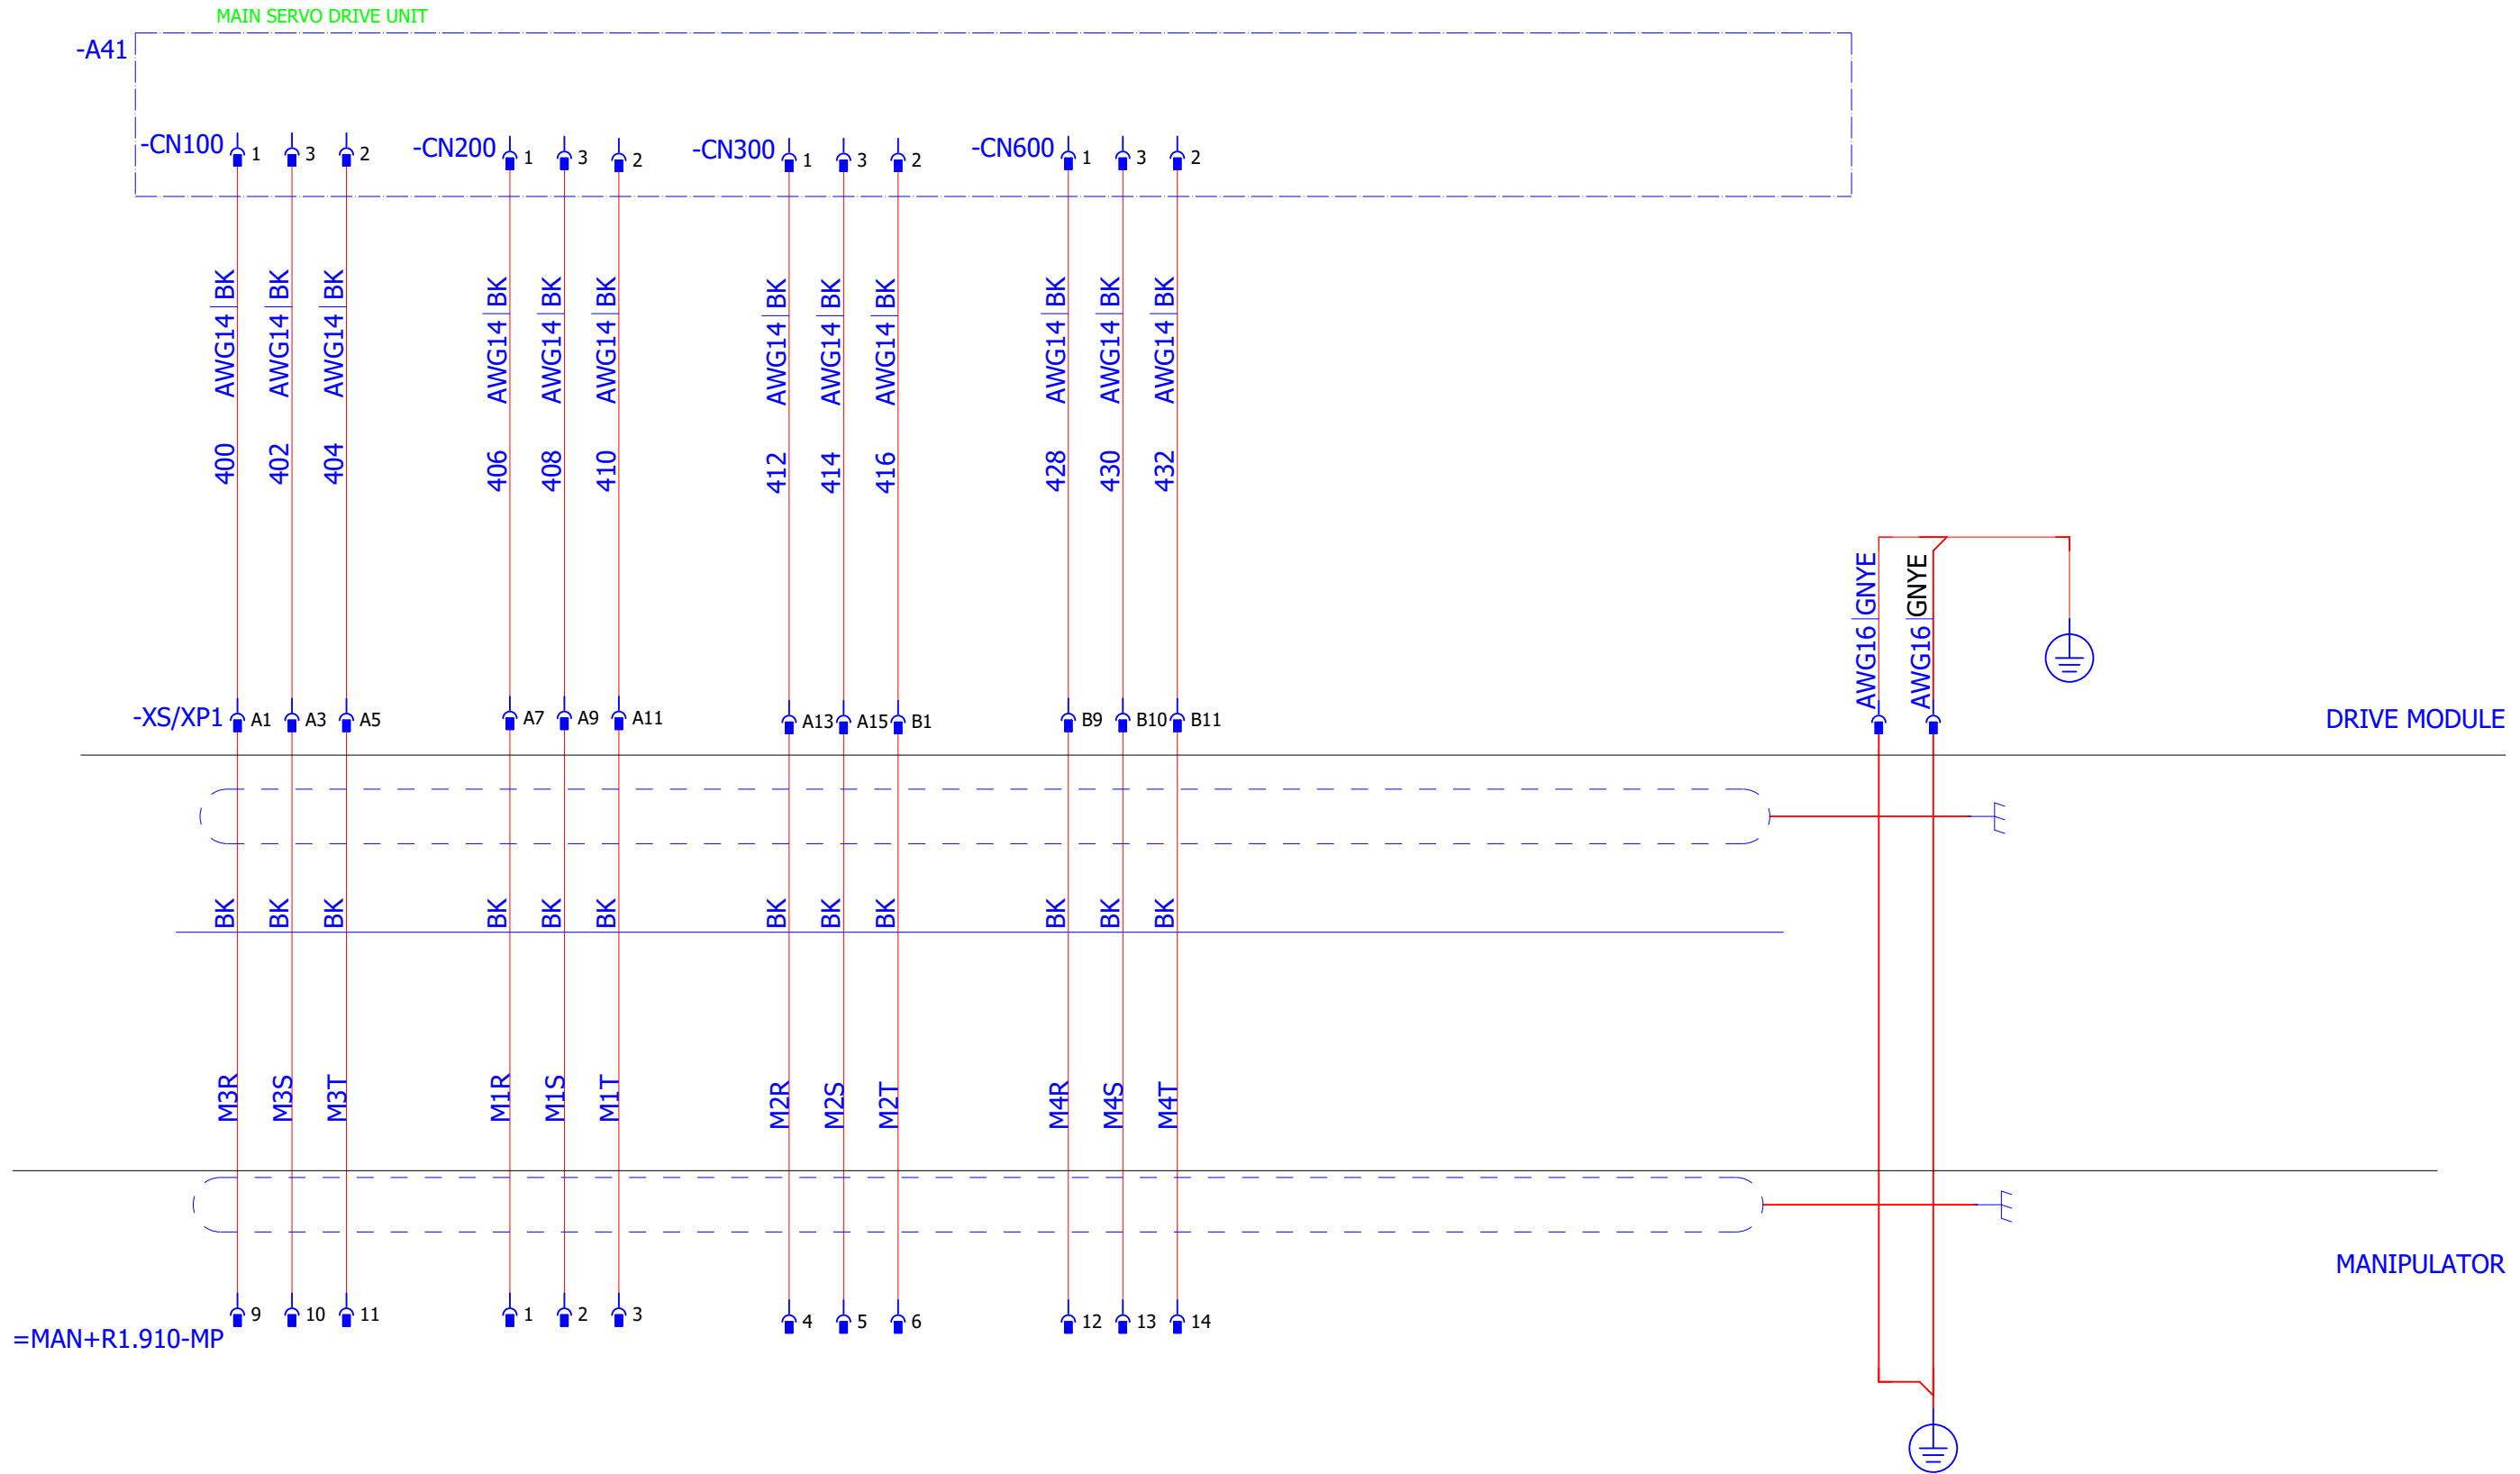 MAIN SERVO DRIVE UNIT
-A41
-CN100 1 3 2 -CN200 1 3 2 -CN300 1 3 2 -CN600 1 3 2
AWG14 BK AWG14 BK AWG14 BK AWG14 BK AWG14 BK AWG14 BK AWG14 BK AWG14 BK AWG14 BK AWG14 BK AWG14 BK AWG14 BK
400 402 404 406 408 410 412 414 416 428 430 432
AWG16 GNYE AWG16 GNYE
-XS/XP1 A1 A3 A5 A7 A9 A11 A13 A15 B1 B9 B10 B11
DRIVE MODULE
BK BK BK BK BK BK BK BK BK BK BK BK
M3R M3S M3T M1R M1S M1T M2R M2S M2T M4R M4S M4T
MANIPULATOR
9 10 11 1 2 3 4 5 6 12 13 14
=MAN+R1.910-MP